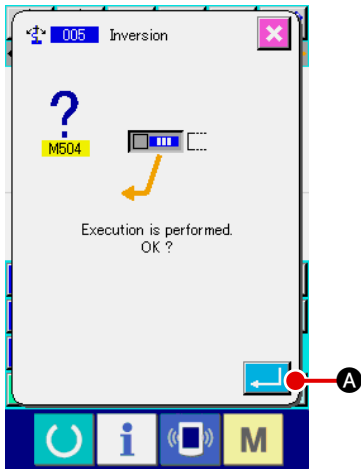 005 Inversion
?
M504
Execution is performed.
OK ?
A
i
M